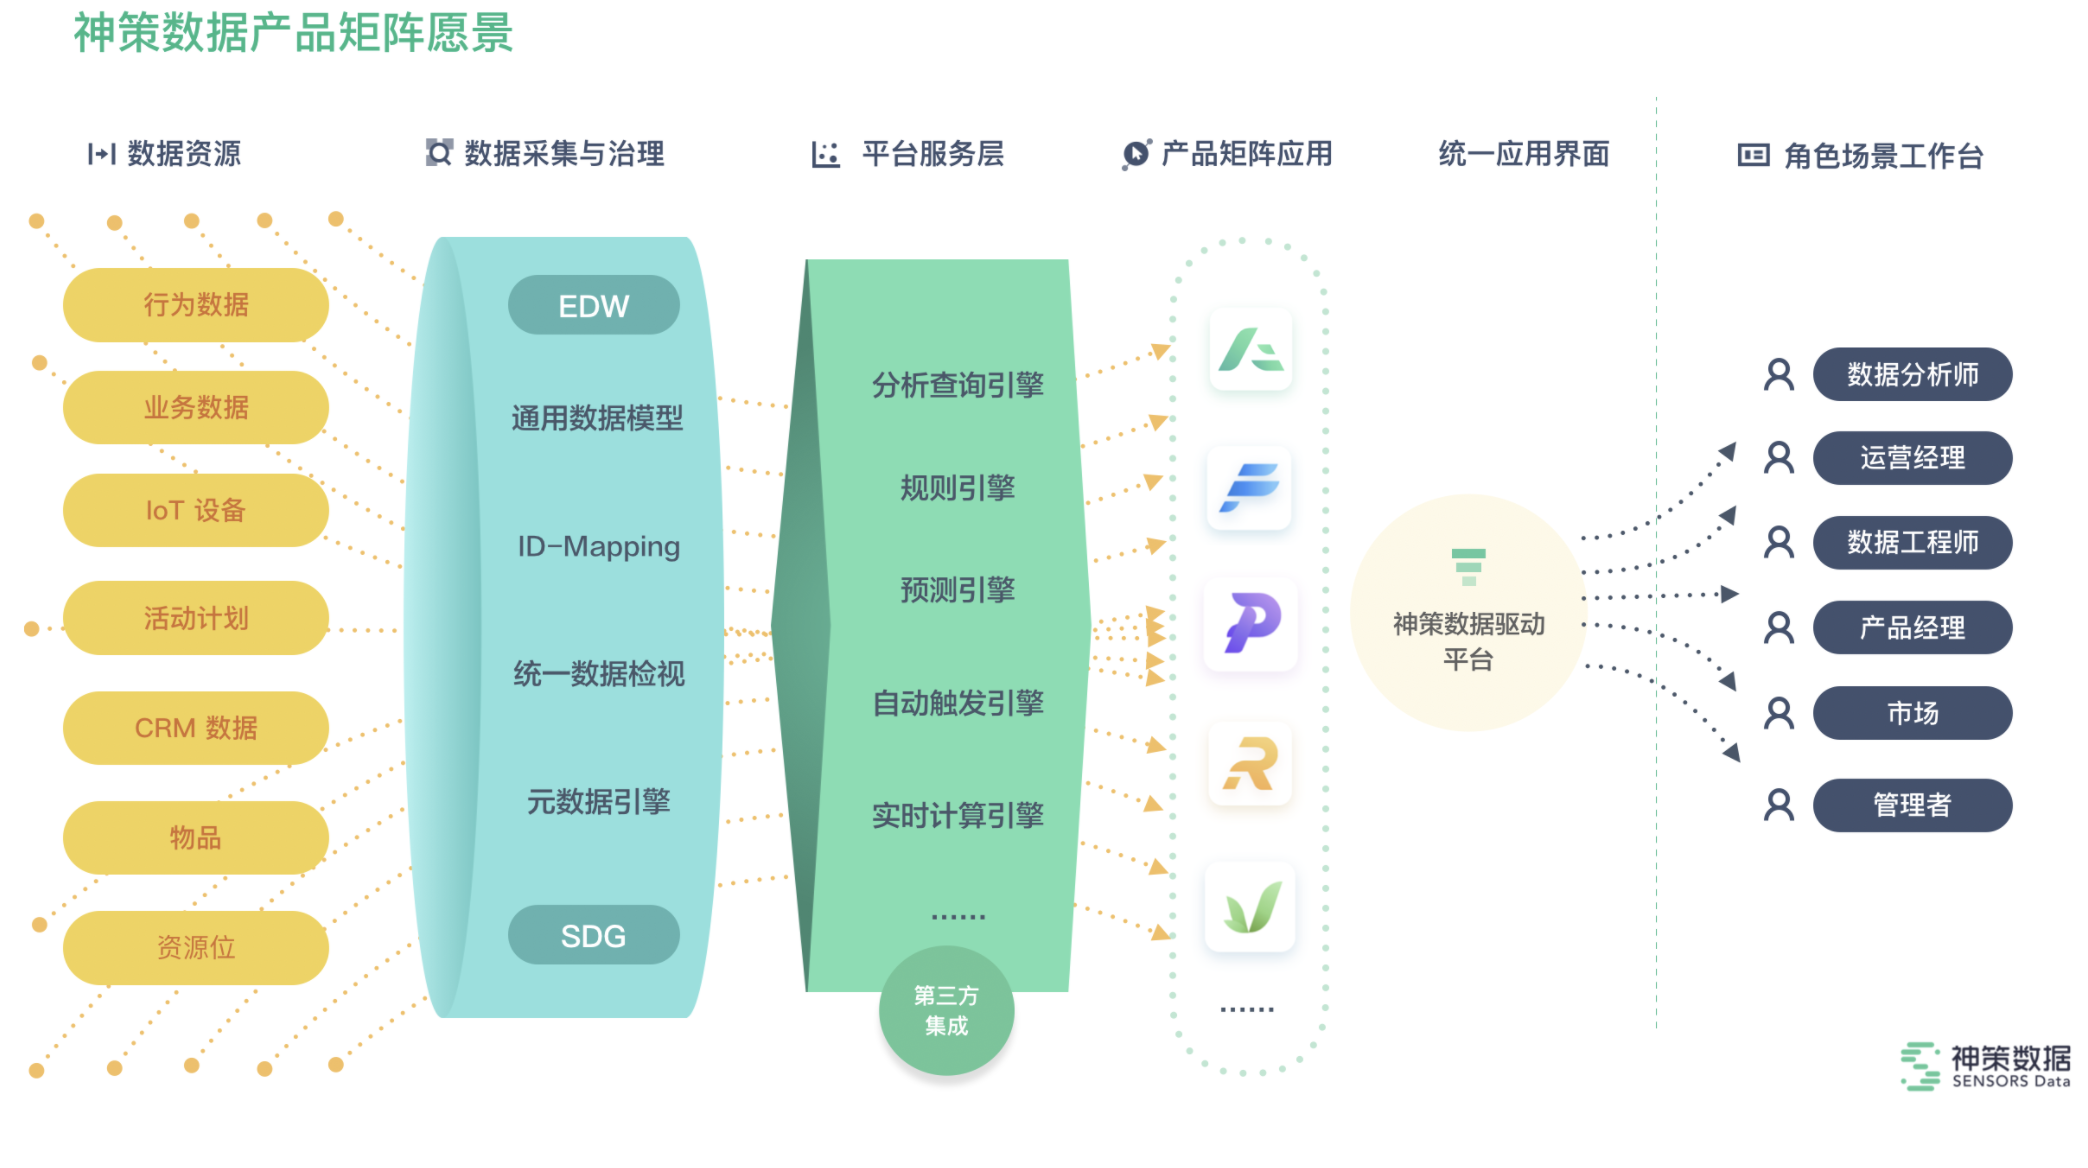 神策数据产品矩阵愿景
数据资源
数据采集与治理
平台服务层
产品矩阵应用
统一应用界面
角色场景工作台
行为数据
业务数据
IoT 设备
活动计划
CRM 数据
物品
资源位
EDW
通用数据模型
ID-Mapping
统一数据检视
元数据引擎
SDG
分析查询引擎
规则引擎
预测引擎
自动触发引擎
实时计算引擎
······
第三方
集成
······
神策数据驱动
平台
数据分析师
运营经理
数据工程师
产品经理
市场
管理者
神策数据
SENSORS Data